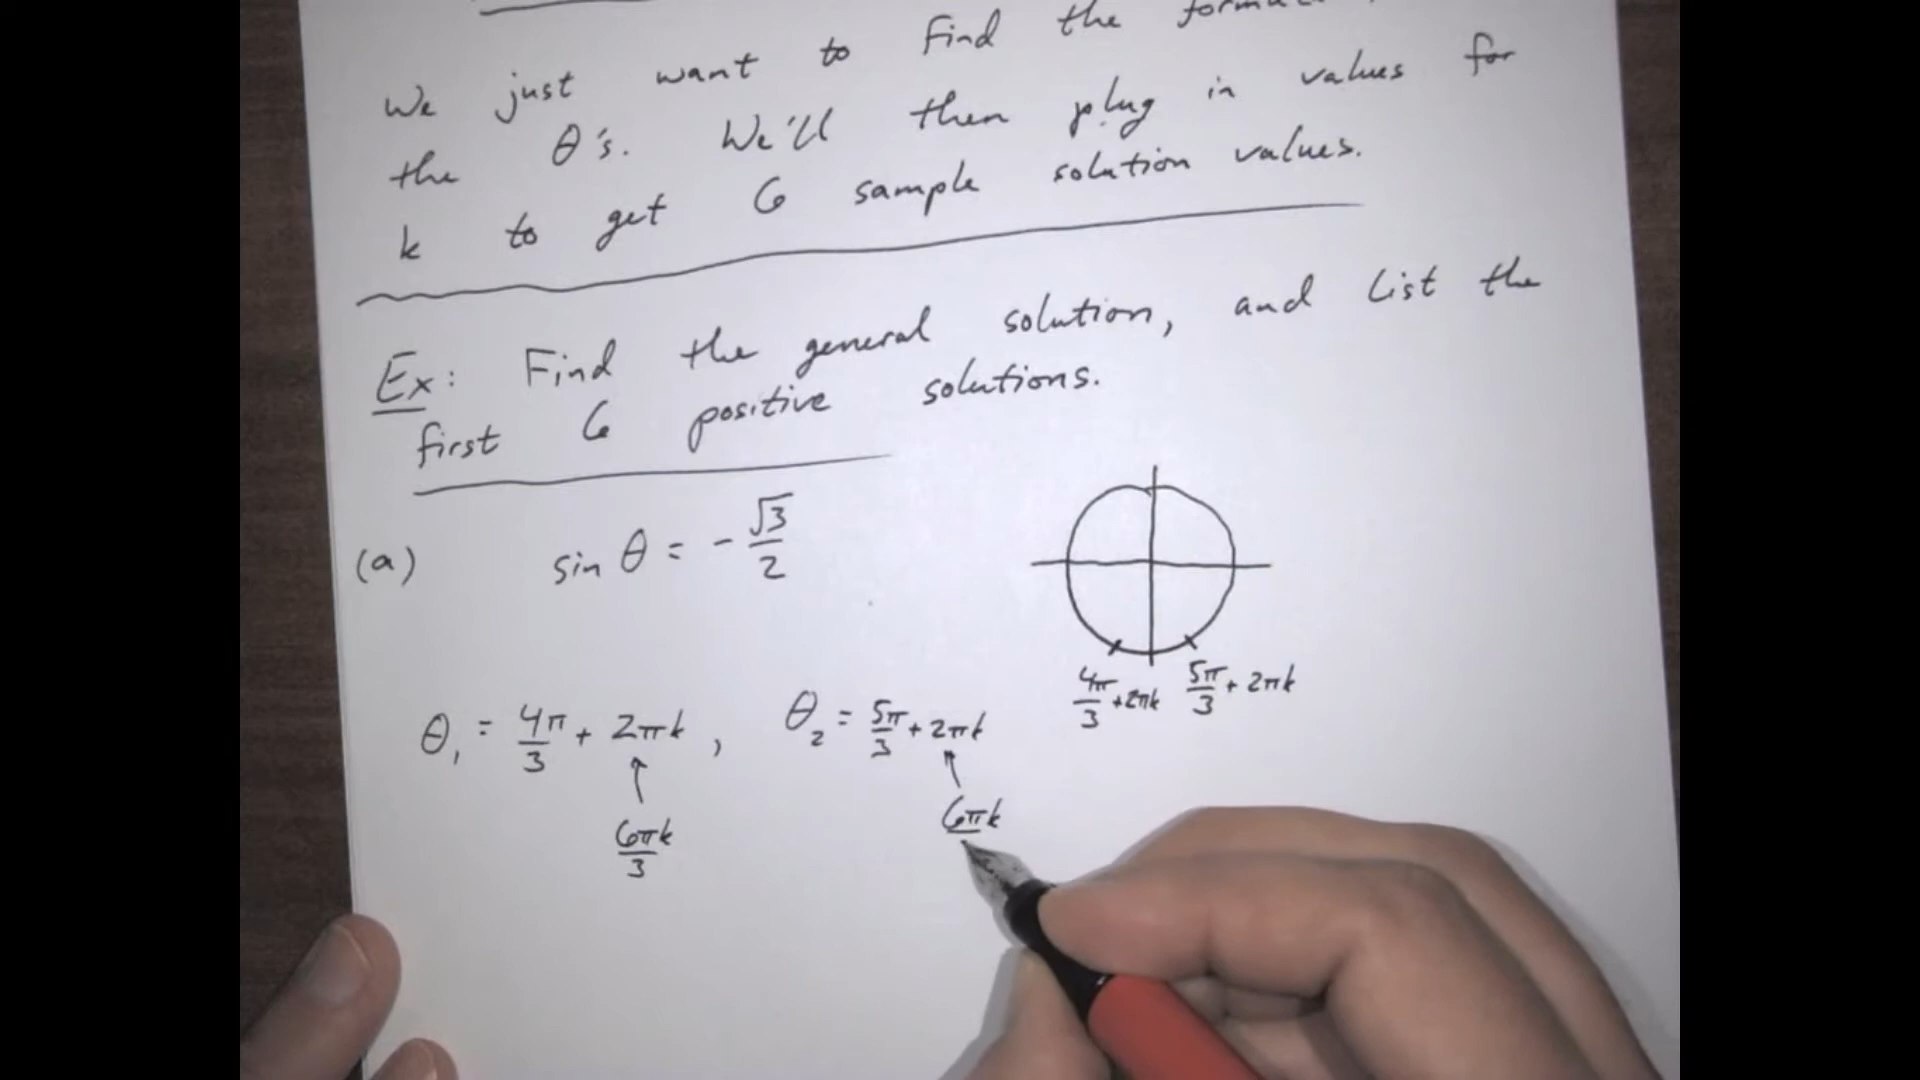 We just want to find the
the θ's. We'll then plug in values for
k to get 6 sample solution values.
Ex: Find the general solution, and list the
first 6 positive solutions.
(a) sin θ = - √3/2
4π/3 + 2πk 5π/3 + 2πk
θ₁ = 4π/3 + 2πk , θ₂ = 5π/3 + 2πk
6πk/3 6πk